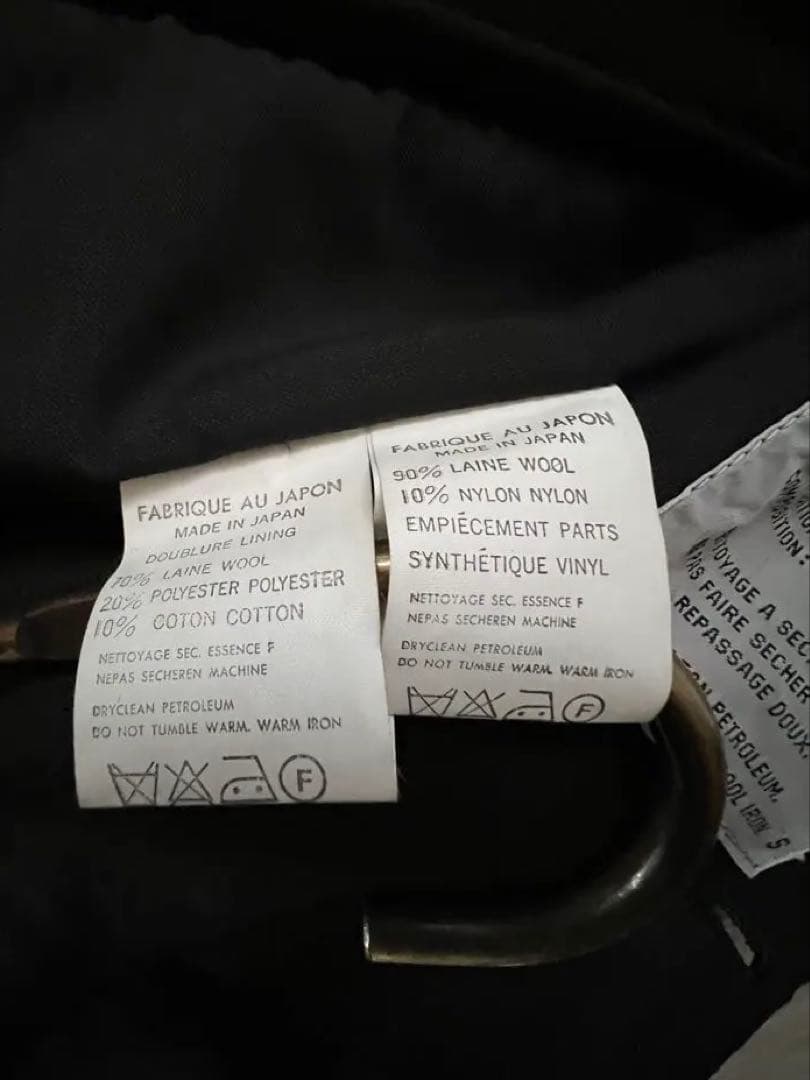 FABRIQUE AU JAPON
MADE IN JAPAN
DOUBLURE LINING
70% LAINE WOOL
20% POLYESTER POLYESTER
10% COTON COTTON
NETTOYAGE SEC. ESSENCE F
NEPAS SECHEREN MACHINE
DRYCLEAN PETROLEUM
DO NOT TUMBLE WARM. WARM IRON
F
FABRIQUE AU JAPON
MADE IN JAPAN
90% LAINE WOOL
10% NYLON NYLON
EMPIÉCEMENT PARTS
SYNTHÉTIQUE VINYL
NETTOYAGE SEC. ESSENCE F
NEPAS SECHEREN MACHINE
DRYCLEAN PETROLEUM
DO NOT TUMBLE WARM. WARM IRON
F
A SEC
FAIRE SECHER
REPASSAGE DOUX.
PETROLEUM.
IRON S